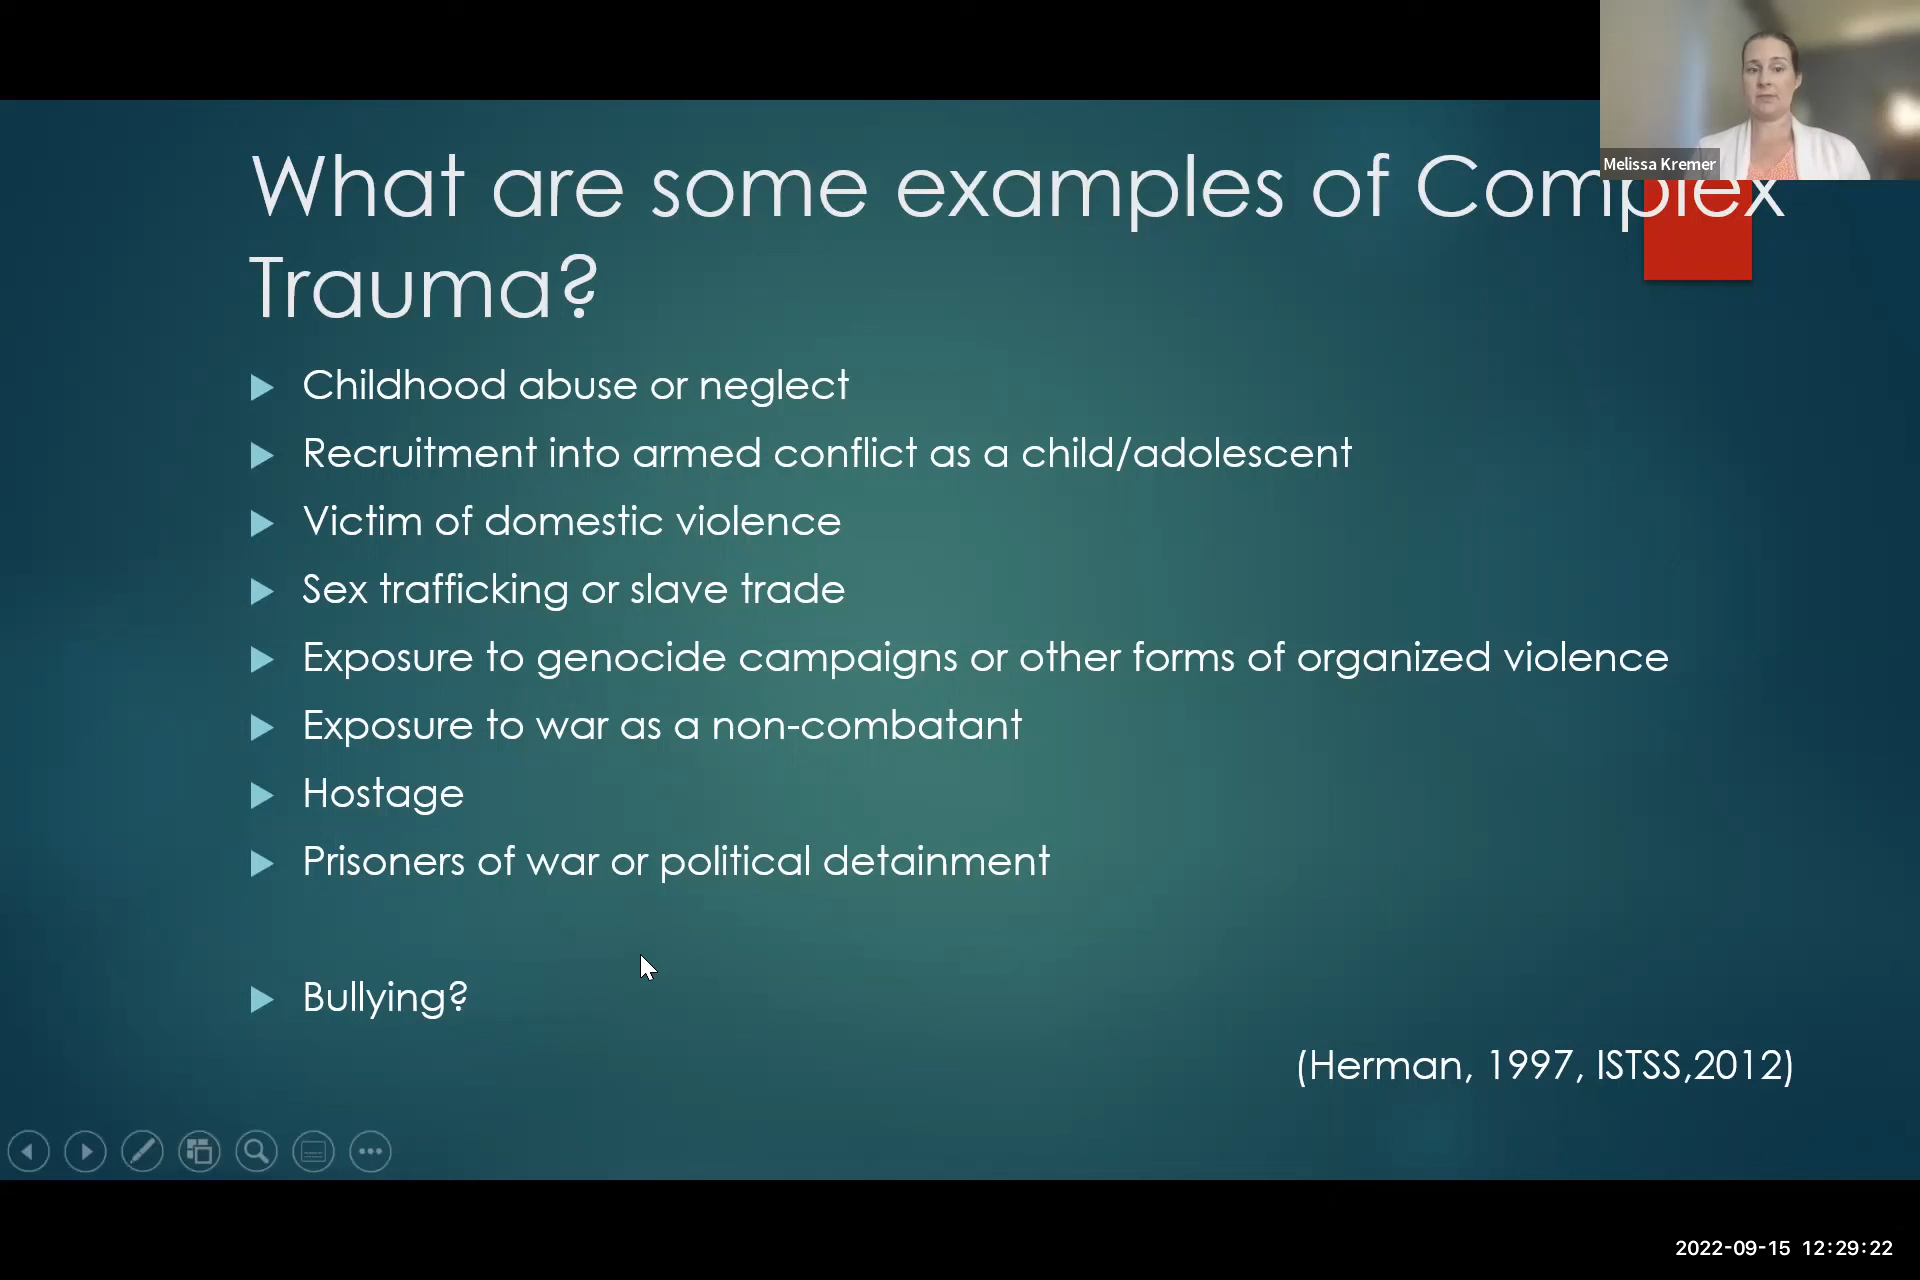 Melissa Kremer
What are some examples of Complex
Trauma?
Childhood abuse or neglect
Recruitment into armed conflict as a child/adolescent
Victim of domestic violence
Sex trafficking or slave trade
Exposure to genocide campaigns or other forms of organized violence
Exposure to war as a non-combatant
Hostage
Prisoners of war or political detainment
Bullying?
(Herman, 1997, ISTSS,2012)
2022-09-15 12:29:22